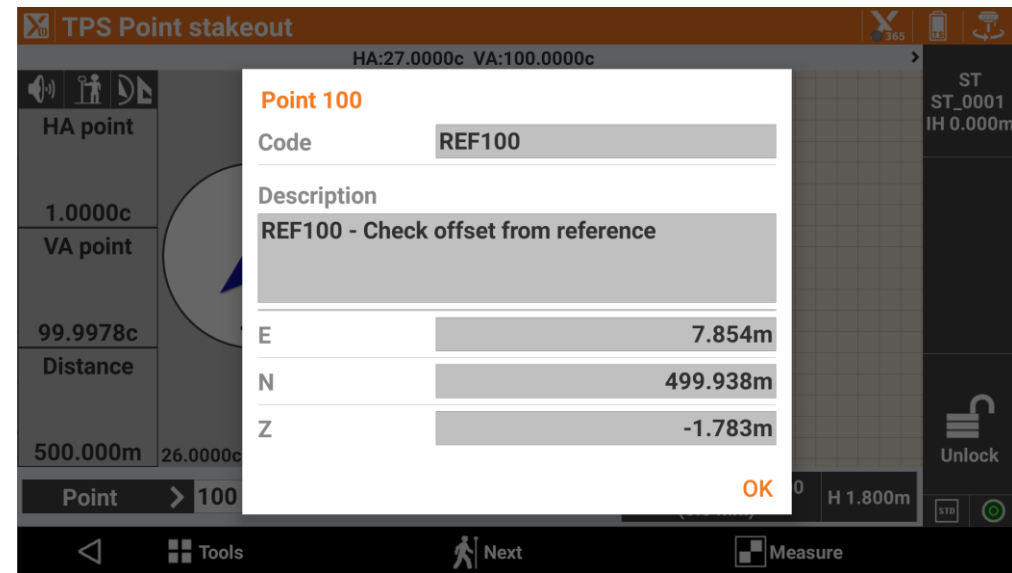 TPS Point stakeout
365
HA:27.0000c VA:100.0000c
ST
ST_0001
IH 0.000m
HA point
1.0000c
VA point
99.9978c
Distance
500.000m
26.0000c
Point 100
Code
REF100
Description
REF100 - Check offset from reference
E
7.854m
N
499.938m
Z
-1.783m
OK
Unlock
Point
100
0
H 1.800m
STD
Tools
Next
Measure